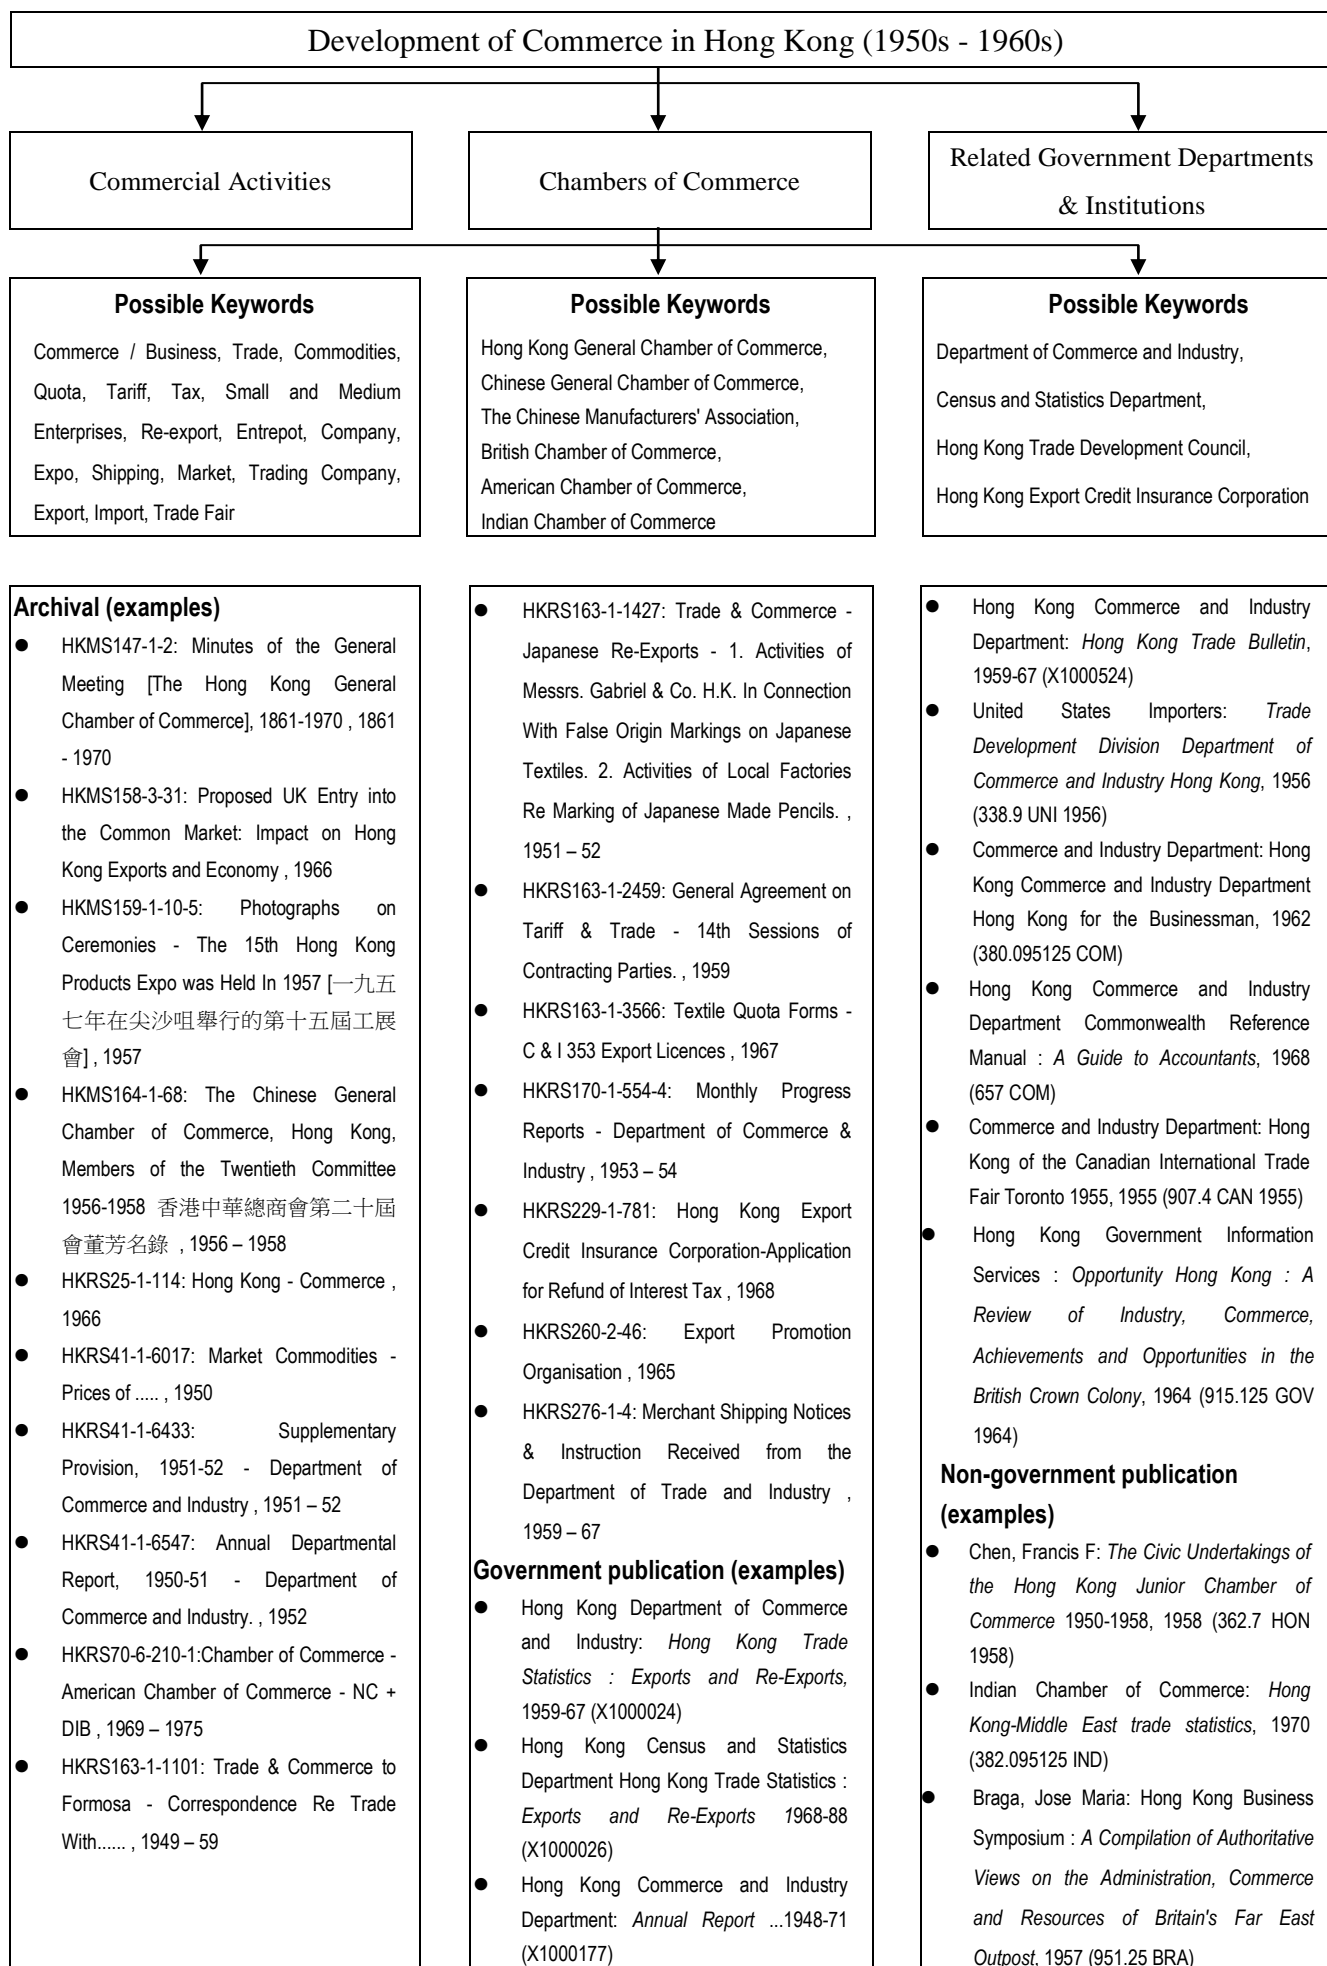 Development of Commerce in Hong Kong (1950s - 1960s)
Commercial Activities
Chambers of Commerce
Related Government Departments
& Institutions
Possible Keywords
Commerce / Business, Trade, Commodities,
Quota, Tariff, Tax, Small and Medium
Enterprises, Re-export, Entrepot, Company,
Expo, Shipping, Market, Trading Company,
Export, Import, Trade Fair
Possible Keywords
Hong Kong General Chamber of Commerce,
Chinese General Chamber of Commerce,
The Chinese Manufacturers' Association,
British Chamber of Commerce,
American Chamber of Commerce,
Indian Chamber of Commerce
Possible Keywords
Department of Commerce and Industry,
Census and Statistics Department,
Hong Kong Trade Development Council,
Hong Kong Export Credit Insurance Corporation
Archival (examples)
● HKMS147-1-2: Minutes of the General
Meeting [The Hong Kong General
Chamber of Commerce], 1861-1970 , 1861
- 1970
● HKMS158-3-31: Proposed UK Entry into
the Common Market: Impact on Hong
Kong Exports and Economy , 1966
● HKMS159-1-10-5: Photographs on
Ceremonies - The 15th Hong Kong
Products Expo was Held In 1957 [一九五
七年在尖沙咀舉行的第十五屆工展
會] , 1957
● HKMS164-1-68: The Chinese General
Chamber of Commerce, Hong Kong,
Members of the Twentieth Committee
1956-1958 香港中華總商會第二十屆
會董芳名錄 , 1956 – 1958
● HKRS25-1-114: Hong Kong - Commerce ,
1966
● HKRS41-1-6017: Market Commodities -
Prices of ..... , 1950
● HKRS41-1-6433: Supplementary
Provision, 1951-52 - Department of
Commerce and Industry , 1951 – 52
● HKRS41-1-6547: Annual Departmental
Report, 1950-51 - Department of
Commerce and Industry. , 1952
● HKRS70-6-210-1:Chamber of Commerce -
American Chamber of Commerce - NC +
DIB , 1969 – 1975
● HKRS163-1-1101: Trade & Commerce to
Formosa - Correspondence Re Trade
With...... , 1949 – 59
● HKRS163-1-1427: Trade & Commerce -
Japanese Re-Exports - 1. Activities of
Messrs. Gabriel & Co. H.K. In Connection
With False Origin Markings on Japanese
Textiles. 2. Activities of Local Factories
Re Marking of Japanese Made Pencils. ,
1951 – 52
● HKRS163-1-2459: General Agreement on
Tariff & Trade - 14th Sessions of
Contracting Parties. , 1959
● HKRS163-1-3566: Textile Quota Forms -
C & I 353 Export Licences , 1967
● HKRS170-1-554-4: Monthly Progress
Reports - Department of Commerce &
Industry , 1953 – 54
● HKRS229-1-781: Hong Kong Export
Credit Insurance Corporation-Application
for Refund of Interest Tax , 1968
● HKRS260-2-46: Export Promotion
Organisation , 1965
● HKRS276-1-4: Merchant Shipping Notices
& Instruction Received from the
Department of Trade and Industry ,
1959 – 67
Government publication (examples)
● Hong Kong Department of Commerce
and Industry: Hong Kong Trade
Statistics : Exports and Re-Exports,
1959-67 (X1000024)
● Hong Kong Census and Statistics
Department Hong Kong Trade Statistics :
Exports and Re-Exports 1968-88
(X1000026)
● Hong Kong Commerce and Industry
Department: Annual Report ...1948-71
(X1000177)
● Hong Kong Commerce and Industry
Department: Hong Kong Trade Bulletin,
1959-67 (X1000524)
● United States Importers: Trade
Development Division Department of
Commerce and Industry Hong Kong, 1956
(338.9 UNI 1956)
● Commerce and Industry Department: Hong
Kong Commerce and Industry Department
Hong Kong for the Businessman, 1962
(380.095125 COM)
● Hong Kong Commerce and Industry
Department Commonwealth Reference
Manual : A Guide to Accountants, 1968
(657 COM)
● Commerce and Industry Department: Hong
Kong of the Canadian International Trade
Fair Toronto 1955, 1955 (907.4 CAN 1955)
● Hong Kong Government Information
Services : Opportunity Hong Kong : A
Review of Industry, Commerce,
Achievements and Opportunities in the
British Crown Colony, 1964 (915.125 GOV
1964)
Non-government publication
(examples)
● Chen, Francis F: The Civic Undertakings of
the Hong Kong Junior Chamber of
Commerce 1950-1958, 1958 (362.7 HON
1958)
● Indian Chamber of Commerce: Hong
Kong-Middle East trade statistics, 1970
(382.095125 IND)
● Braga, Jose Maria: Hong Kong Business
Symposium : A Compilation of Authoritative
Views on the Administration, Commerce
and Resources of Britain's Far East
Outpost, 1957 (951.25 BRA)